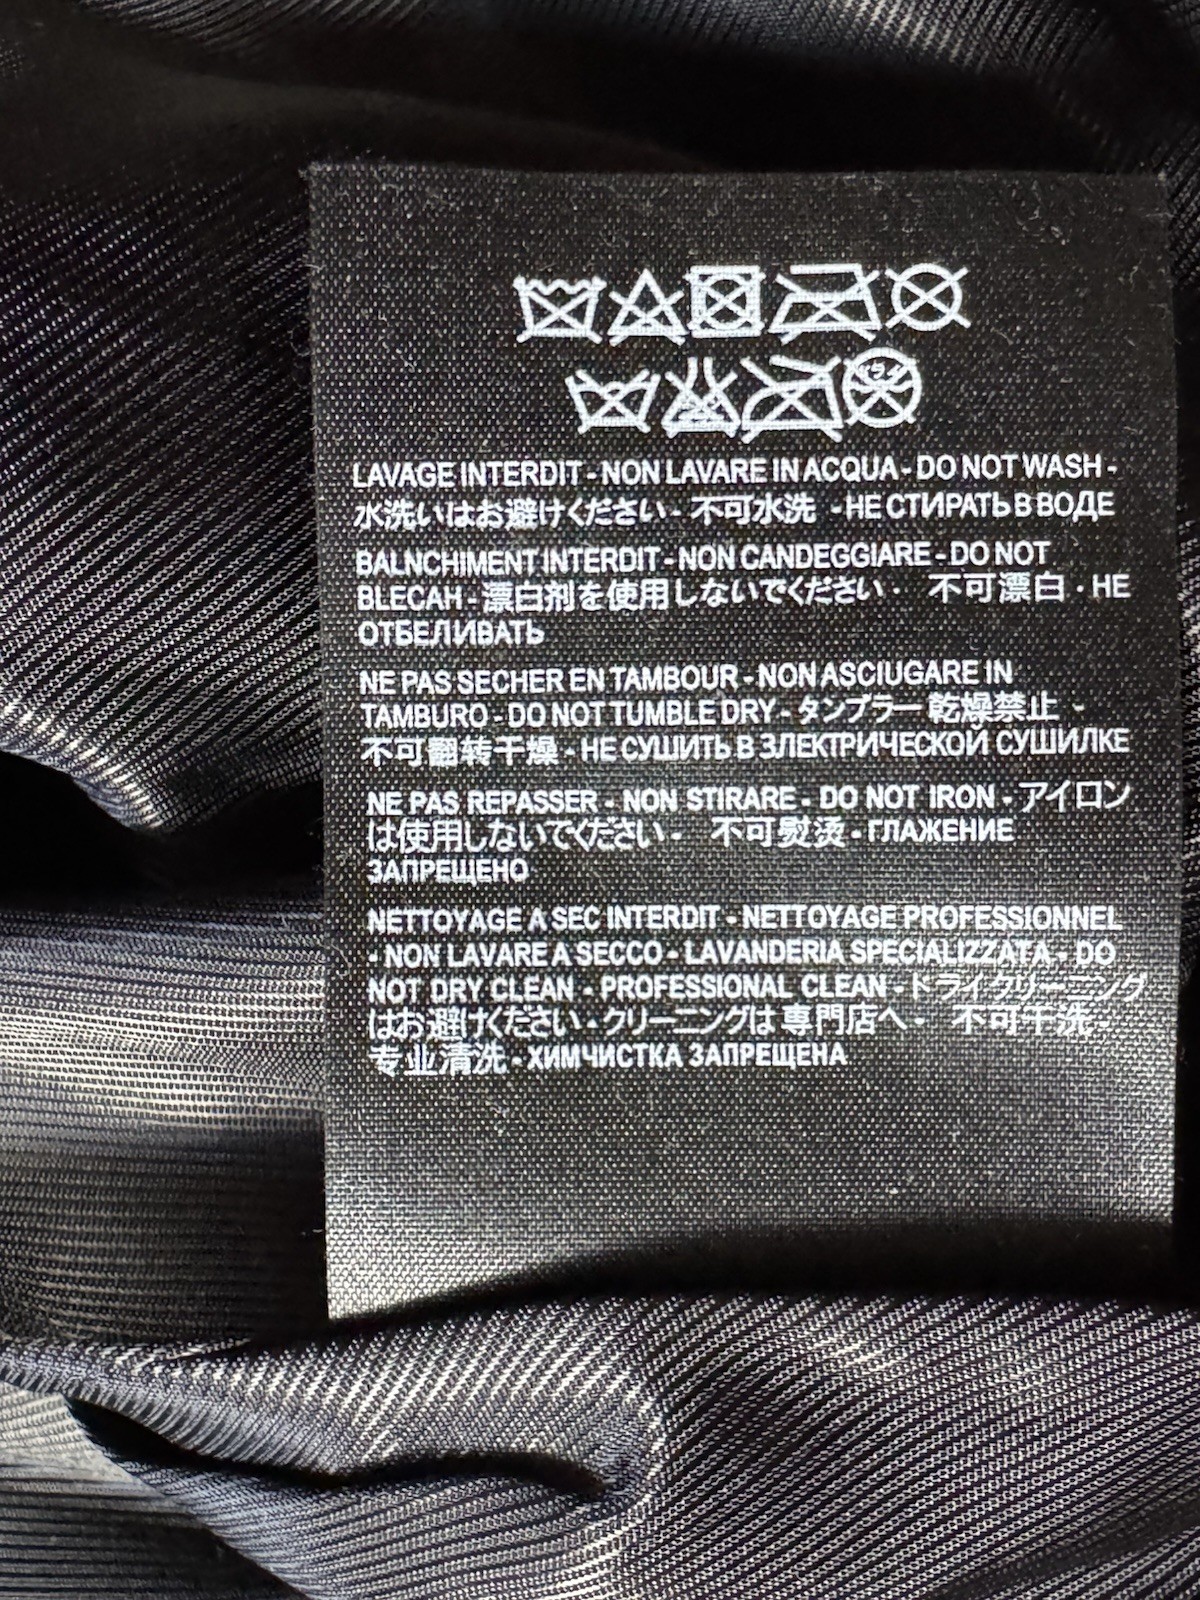 LAVAGE INTERDIT - NON LAVARE IN ACQUA - DO NOT WASH -
水洗いはお避けください - 不可水洗 - НЕ СТИРАТЬ В ВОДЕ
BALNCHIMENT INTERDIT - NON CANDEGGIARE - DO NOT
BLECAH - 漂白剤を使用しないでください · 不可漂白 · НЕ
ОТБЕЛИВАТЬ
NE PAS SECHER EN TAMBOUR - NON ASCIUGARE IN
TAMBURO - DO NOT TUMBLE DRY - タンブラー 乾燥禁止 -
不可翻转干燥 - НЕ СУШИТЬ В ЗЛЕКТРИЧЕСКОЙ СУШИЛКЕ
NE PAS REPASSER - NON STIRARE - DO NOT IRON - アイロン
は使用しないでください - 不可熨烫 - ГЛАЖЕНИЕ
ЗАПРЕЩЕНО
NETTOYAGE A SEC INTERDIT - NETTOYAGE PROFESSIONNEL
· NON LAVARE A SECCO - LAVANDERIA SPECIALIZZATA - DO
NOT DRY CLEAN - PROFESSIONAL CLEAN - ドライクリーニング
はお避けください - クリーニングは 専門店へ - 不可干洗 -
专业清洗 - ХИМЧИСТКА ЗАПРЕЩЕНА